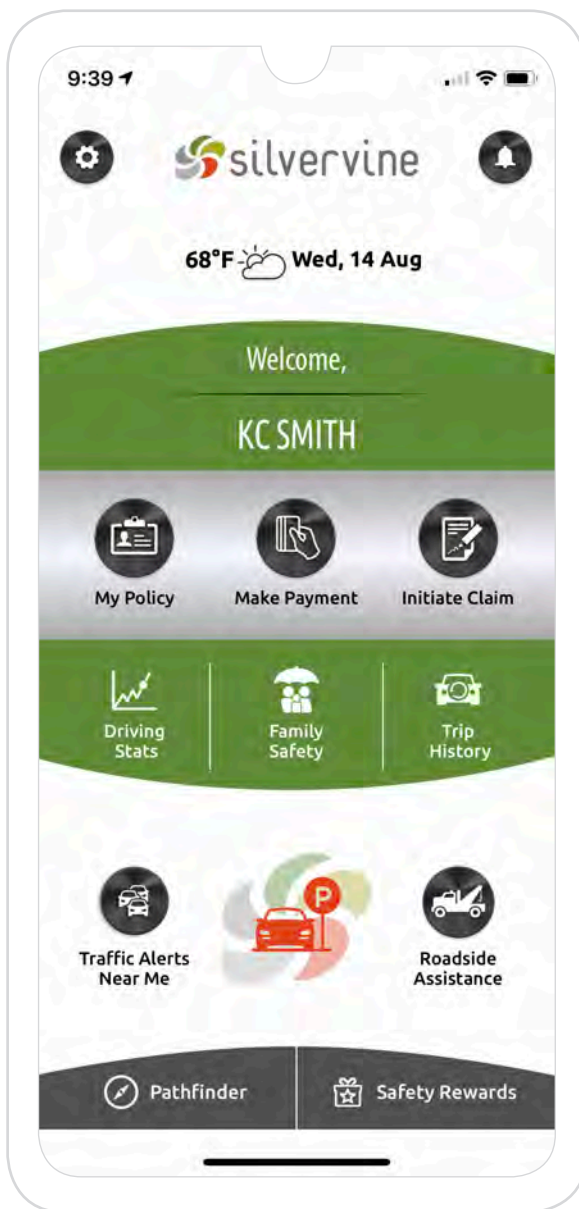 9:39
silvervine
68°F Wed, 14 Aug
Welcome,
KC SMITH
My Policy
Make Payment
Initiate Claim
Driving
Stats
Family
Safety
Trip
History
P
Traffic Alerts
Near Me
Roadside
Assistance
Pathfinder
Safety Rewards